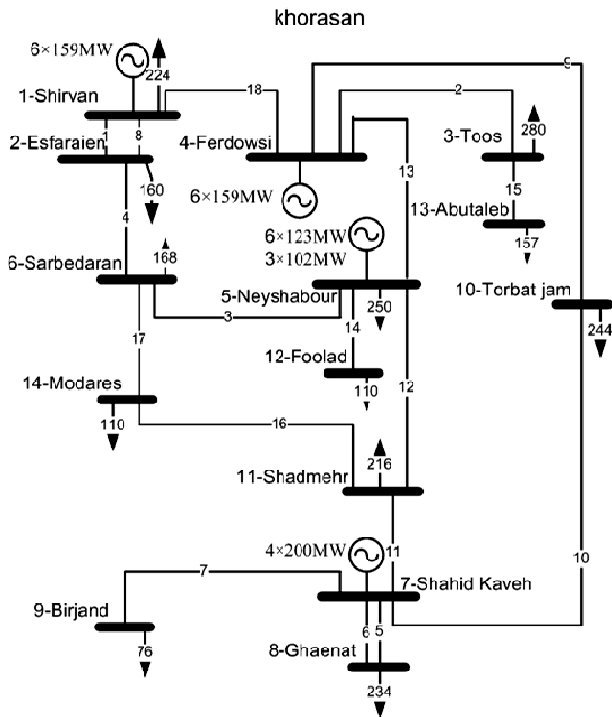 khorasan
6×159MW
224
1-Shirvan
18
9
2
1
8
2-Esfaraien
4-Ferdowsi
3-Toos
280
160
13
15
6×159MW
13-Abutaleb
4
6×123MW
157
6-Sarbedaran
168
3×102MW
5-Neyshabour
250
10-Torbat jam
3
14
244
17
12-Foolad
14-Modares
110
12
110
16
216
11-Shadmehr
4×200MW
11
10
7
7-Shahid Kaveh
9-Birjand
6
5
76
8-Ghaenat
234